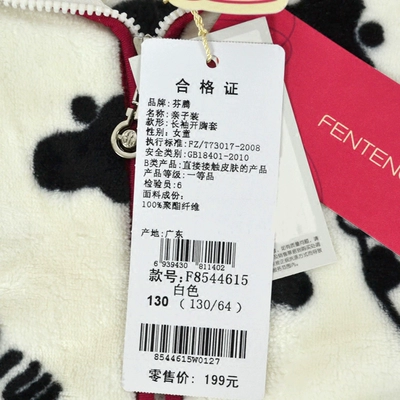 合格证
品牌: 芬腾
名称: 亲子装
款形: 长袖开胸套
性别: 女童
执行标准: FZ/T73017-2008
安全类别: GB18401-2010
B类产品: 直接接触皮肤的产品
产品等级: 一等品
检验员: 6
面料成份:
100%聚酯纤维
产地: 广东
6 939430 811402
款号: F8544615
白色
130 (130/64)
8544615W0127
零售价: 199元
FENTENG